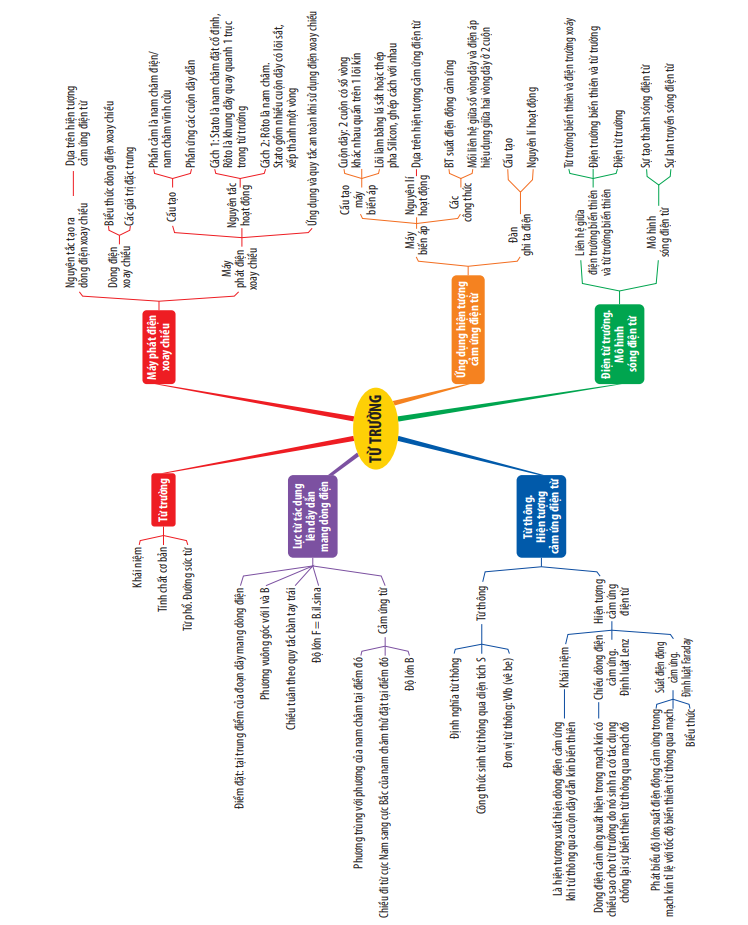 TỪ TRƯỜNG
Từ trường
Khái niệm
Tính chất cơ bản
Từ phổ. Đường sức từ
Lực từ tác dụng
lên dây dẫn
mang dòng điện
Điểm đặt: tại trung điểm của đoạn dây mang dòng điện
Phương vuông góc với I và B
Chiều tuân theo quy tắc bàn tay trái
Độ lớn F = B.il.sina
Cảm ứng từ
Phương trùng với phương của nam châm tại điểm đó
Chiều đi từ cực Nam sang cực Bắc của nam châm thử đặt tại điểm đó
Độ lớn B
Từ thông.
Hiện tượng
cảm ứng điện từ
Từ thông
Định nghĩa từ thông
Công thức sinh từ thông qua diện tích S
Đơn vị từ thông: Wb (vê be)
Hiện tượng
cảm ứng
điện từ
Khái niệm
Là hiện tượng xuất hiện dòng điện cảm ứng
khi từ thông qua cuộn dây dẫn kín biến thiên
Chiều dòng điện
cảm ứng.
Định luật Lenz
Dòng điện cảm ứng xuất hiện trong mạch kín có
chiều sao cho từ trường do nó sinh ra có tác dụng
chống lại sự biến thiên từ thông qua mạch đó
Suất điện động
cảm ứng.
Định luật Faraday
Phát biểu độ lớn suất điện động cảm ứng trong
mạch kín tỉ lệ với tốc độ biến thiên từ thông qua mạch
Biểu thức
Máy phát điện
xoay chiều
Nguyên tắc tạo ra
dòng điện xoay chiều
Dựa trên hiện tượng
cảm ứng điện từ
Dòng điện
xoay chiều
Biểu thức dòng điện xoay chiều
Các giá trị đặc trưng
Máy
phát điện
xoay chiều
Cấu tạo
Phần cảm là nam châm điện/
nam châm vĩnh cửu
Phần ứng các cuộn dây dẫn
Nguyên tắc
hoạt động
Cách 1: Stato là nam châm đặt cố định,
Rôto là khung dây quay quanh 1 trục
trong từ trường
Cách 2: Rôto là nam châm.
Stato gồm nhiều cuộn dây có lõi sắt,
xếp thành một vòng
Ứng dụng và quy tắc an toàn khi sử dụng điện xoay chiều
Ứng dụng hiện tượng
cảm ứng điện từ
Máy
biến áp
Cấu tạo
máy
biến áp
Cuộn dây: 2 cuộn có số vòng
khác nhau quấn trên 1 lõi kín
Lõi làm bằng lá sắt hoặc thép
pha Silicon, ghép cách với nhau
Nguyên lí
hoạt động
Dựa trên hiện tượng cảm ứng điện từ
Các
công thức
BT suất điện động cảm ứng
Mối liên hệ giữa số vòng dây và điện áp
hiệu dụng giữa hai vòng dây ở 2 cuộn
Đàn
ghi ta điện
Cấu tạo
Nguyên lí hoạt động
Điện từ trường.
Mô hình
sóng điện từ
Liên hệ giữa
điện trường biến thiên
và từ trường biến thiên
Từ trường biến thiên và điện trường xoáy
Điện trường biến thiên và từ trường
Điện từ trường
Mô hình
sóng điện từ
Sự tạo thành sóng điện từ
Sự lan truyền sóng điện từ